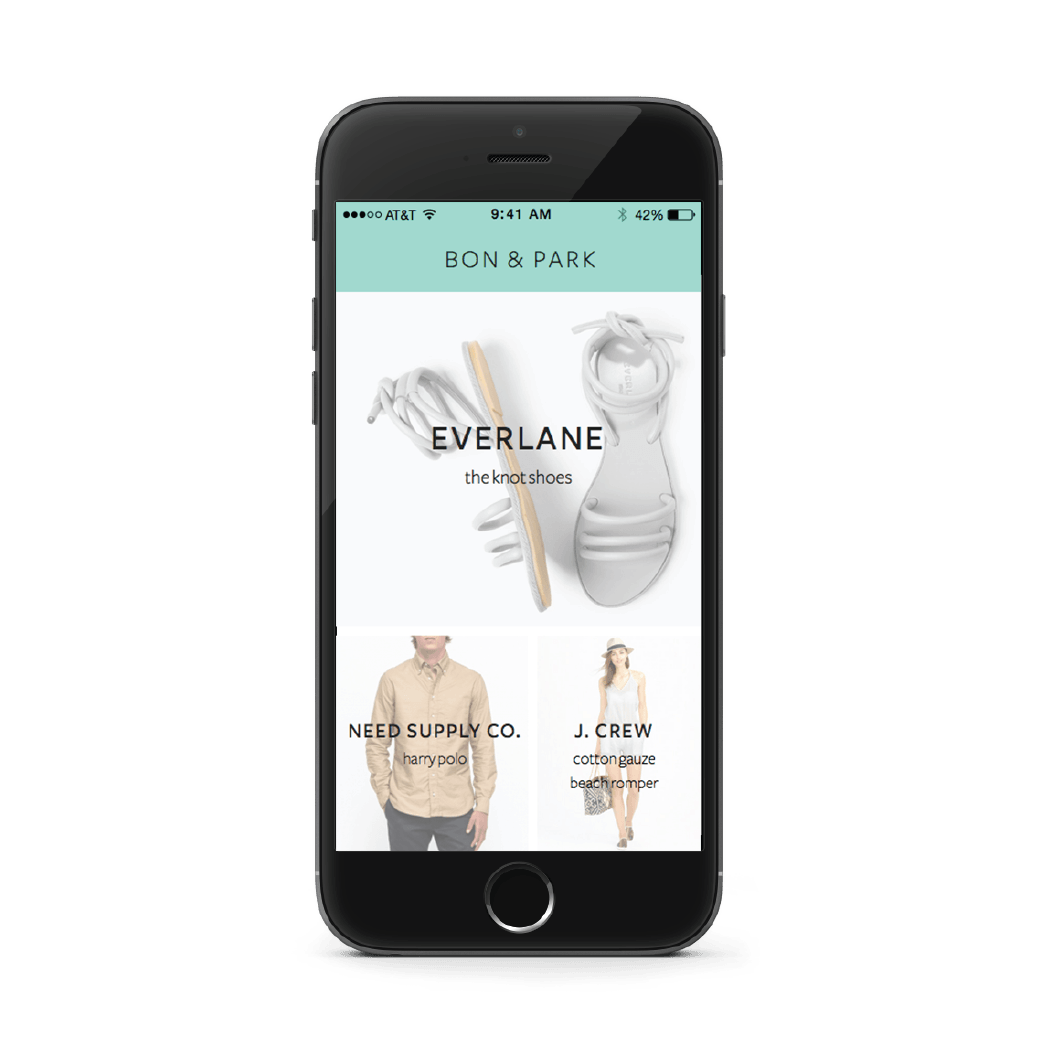 AT&T 9:41 AM 42%
BON & PARK
EVERLANE
the knot shoes
NEED SUPPLY CO.
harry polo
J. CREW
cotton gauze
beach romper